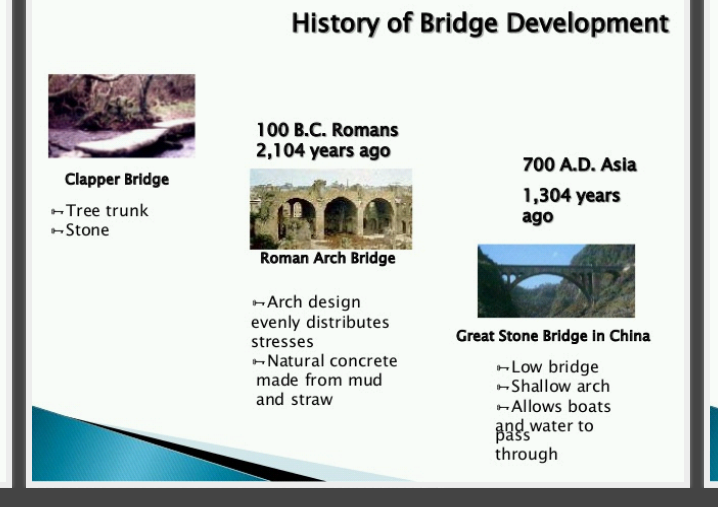 History of Bridge Development
Clapper Bridge
Tree trunk
Stone
100 B.C. Romans
2,104 years ago
Roman Arch Bridge
Arch design
evenly distributes
stresses
Natural concrete
made from mud
and straw
700 A.D. Asia
1,304 years
ago
Great Stone Bridge in China
Low bridge
Shallow arch
Allows boats
and water to
pass
through